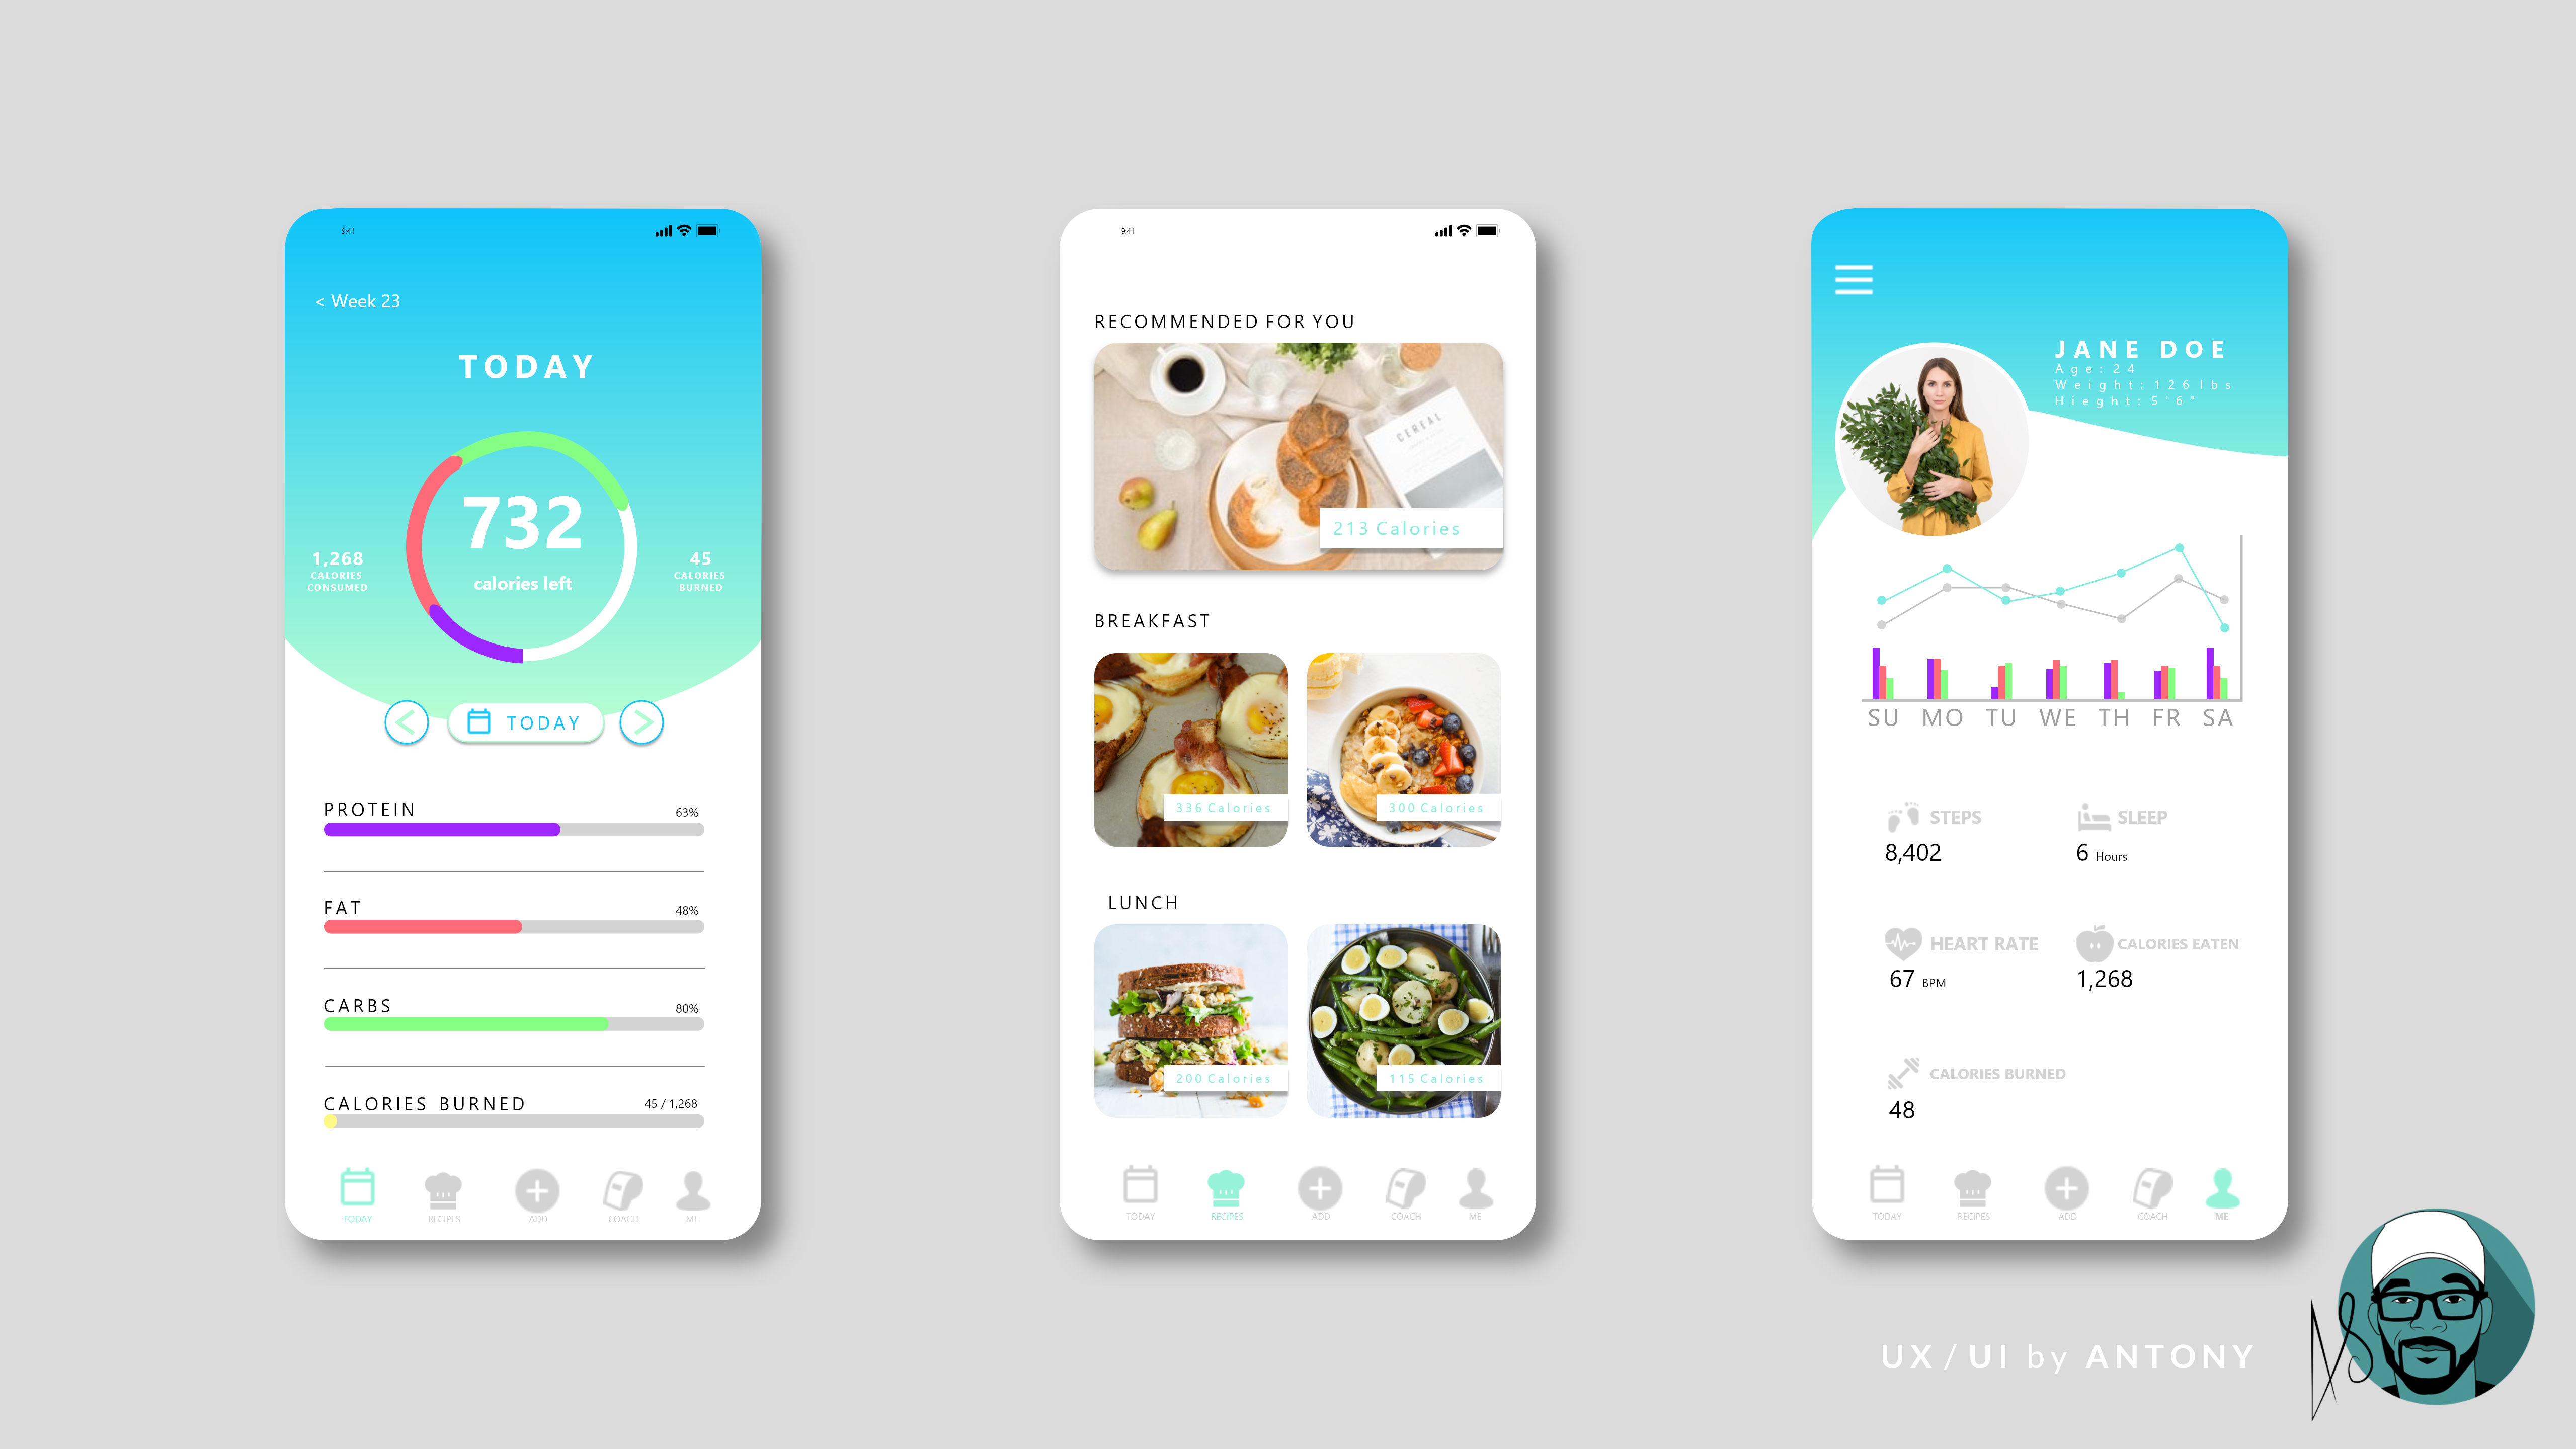 9:41
< Week 23
TODAY
732
calories left
1,268
CALORIES
CONSUMED
45
CALORIES
BURNED
TODAY
PROTEIN 63%
FAT 48%
CARBS 80%
CALORIES BURNED 45 / 1,268
TODAY RECIPES ADD COACH ME
9:41
RECOMMENDED FOR YOU
CEREAL
213 Calories
BREAKFAST
336 Calories 300 Calories
LUNCH
200 Calories 115 Calories
TODAY RECIPES ADD COACH ME
JANE DOE
Age: 24
Weight: 126 lbs
Hieght: 5'6"
SU MO TU WE TH FR SA
STEPS SLEEP
8,402 6 Hours
HEART RATE CALORIES EATEN
67 BPM 1,268
CALORIES BURNED
48
TODAY RECIPES ADD COACH ME
UX / UI by ANTONY